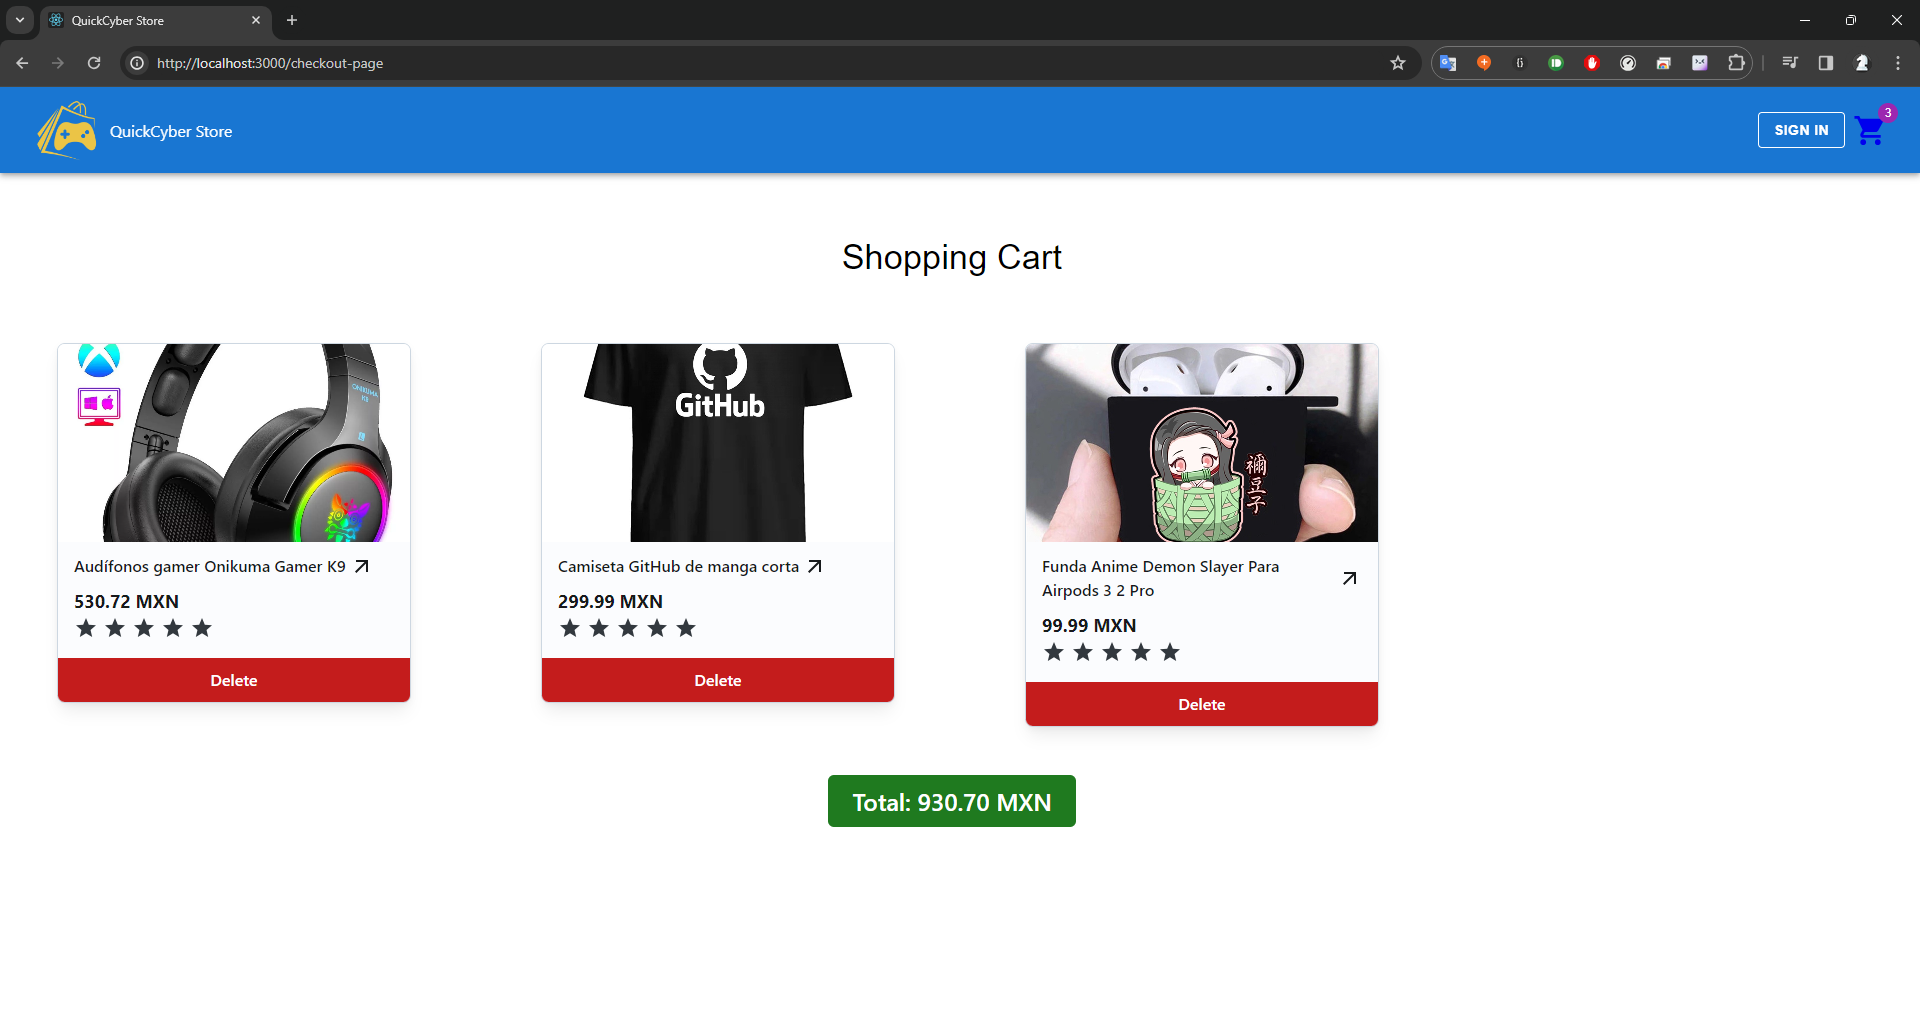 QuickCyber Store
http://localhost:3000/checkout-page
QuickCyber Store
SIGN IN
3
Shopping Cart
ONIKUMA
K9
GitHub
禰
豆
子
Audífonos gamer Onikuma Gamer K9
530.72 MXN
Delete
Camiseta GitHub de manga corta
299.99 MXN
Delete
Funda Anime Demon Slayer Para
Airpods 3 2 Pro
99.99 MXN
Delete
Total: 930.70 MXN